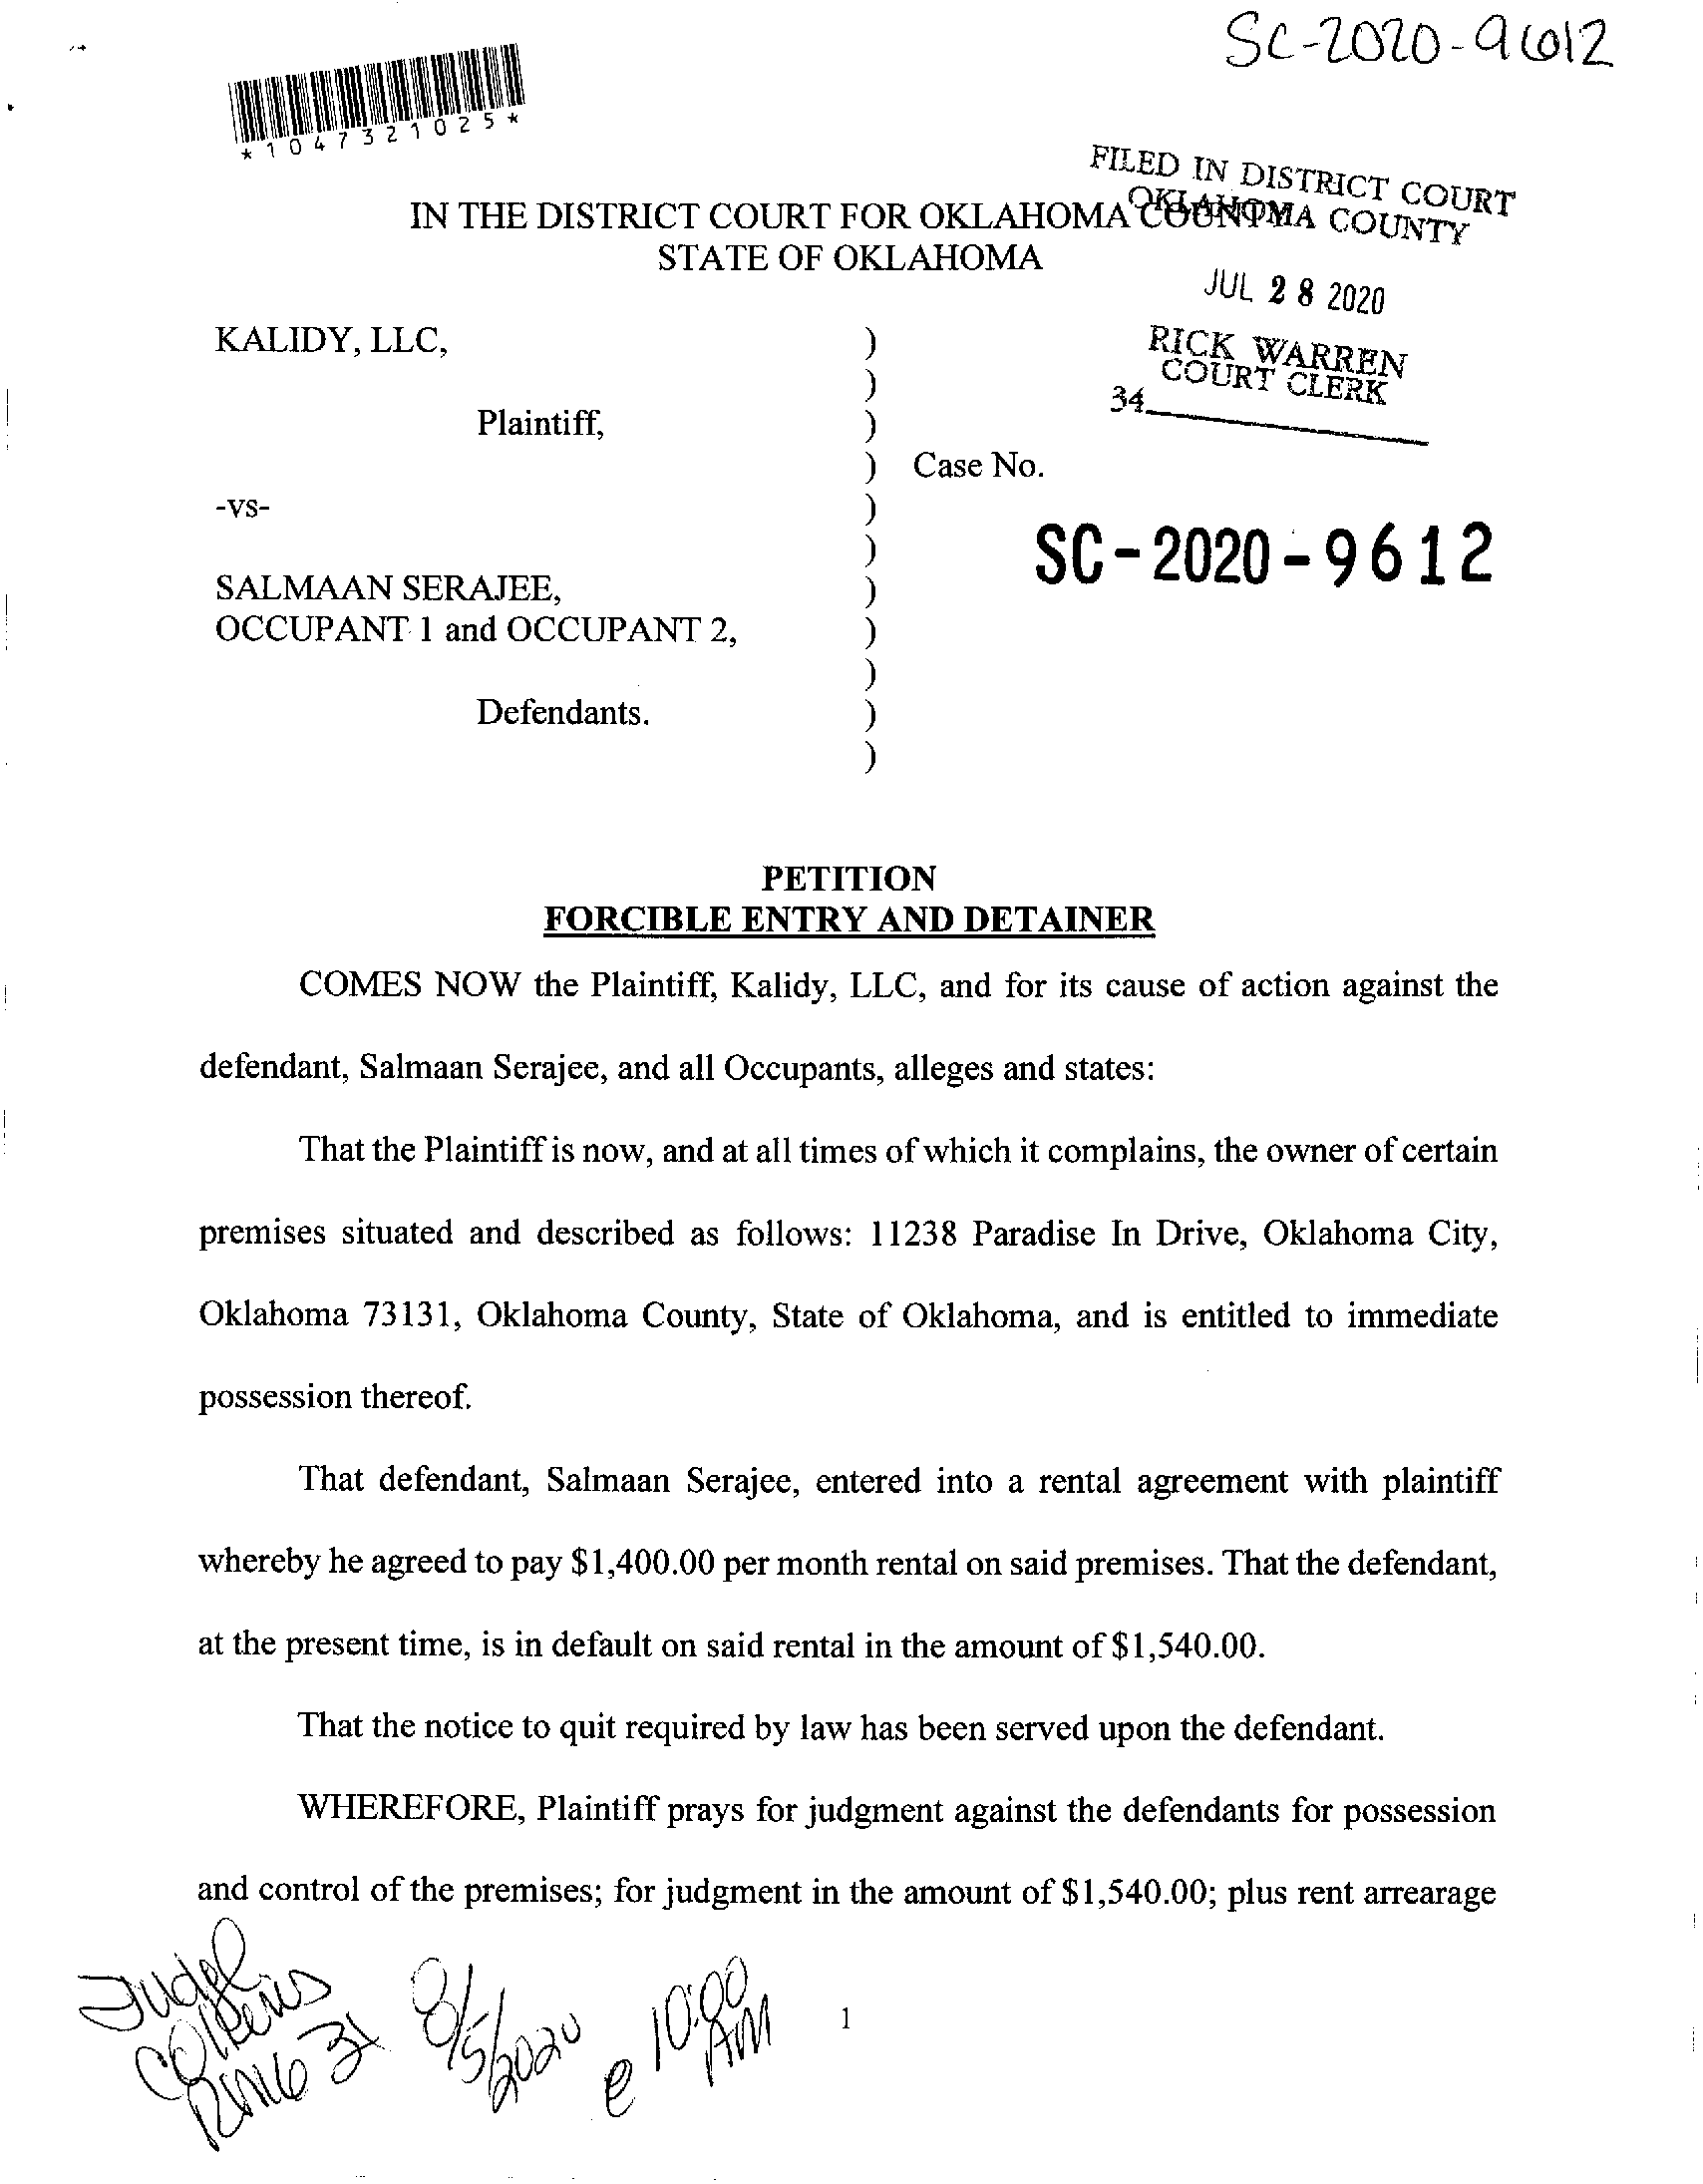 SC-2020-9612
*1047321025*
FILED IN DISTRICT COURT
OKLAHOMA COUNTY
IN THE DISTRICT COURT FOR OKLAHOMA COUNTY
STATE OF OKLAHOMA
JUL 28 2020
RICK WARREN
COURT CLERK
34
KALIDY, LLC,
)
)
Plaintiff,
)
) Case No.
-vs-
)
)
SC-2020-9612
SALMAAN SERAJEE,
)
OCCUPANT 1 and OCCUPANT 2,
)
)
Defendants.
)
)
PETITION
FORCIBLE ENTRY AND DETAINER
COMES NOW the Plaintiff, Kalidy, LLC, and for its cause of action against the
defendant, Salmaan Serajee, and all Occupants, alleges and states:
That the Plaintiff is now, and at all times of which it complains, the owner of certain
premises situated and described as follows: 11238 Paradise In Drive, Oklahoma City,
Oklahoma 73131, Oklahoma County, State of Oklahoma, and is entitled to immediate
possession thereof.
That defendant, Salmaan Serajee, entered into a rental agreement with plaintiff
whereby he agreed to pay $1,400.00 per month rental on said premises. That the defendant,
at the present time, is in default on said rental in the amount of $1,540.00.
That the notice to quit required by law has been served upon the defendant.
WHEREFORE, Plaintiff prays for judgment against the defendants for possession
and control of the premises; for judgment in the amount of $1,540.00; plus rent arrearage
Judge
8/5/2020
@ 10:00
AM
1